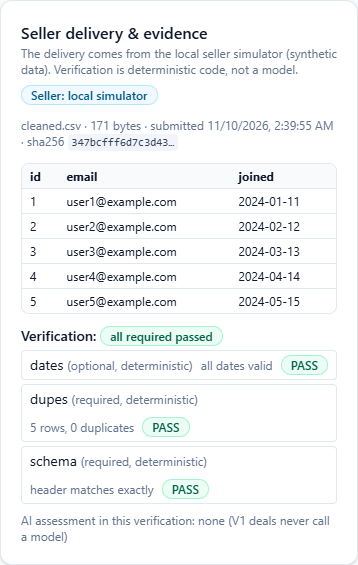 Seller delivery & evidence
The delivery comes from the local seller simulator (synthetic
data). Verification is deterministic code, not a model.
Seller: local simulator
cleaned.csv · 171 bytes · submitted 11/10/2026, 2:39:55 AM
· sha256 347bcfff6d7c3d43…
id email joined
1 user1@example.com 2024-01-11
2 user2@example.com 2024-02-12
3 user3@example.com 2024-03-13
4 user4@example.com 2024-04-14
5 user5@example.com 2024-05-15
Verification: all required passed
dates (optional, deterministic) all dates valid PASS
dupes (required, deterministic)
5 rows, 0 duplicates PASS
schema (required, deterministic)
header matches exactly PASS
AI assessment in this verification: none (V1 deals never call
a model)